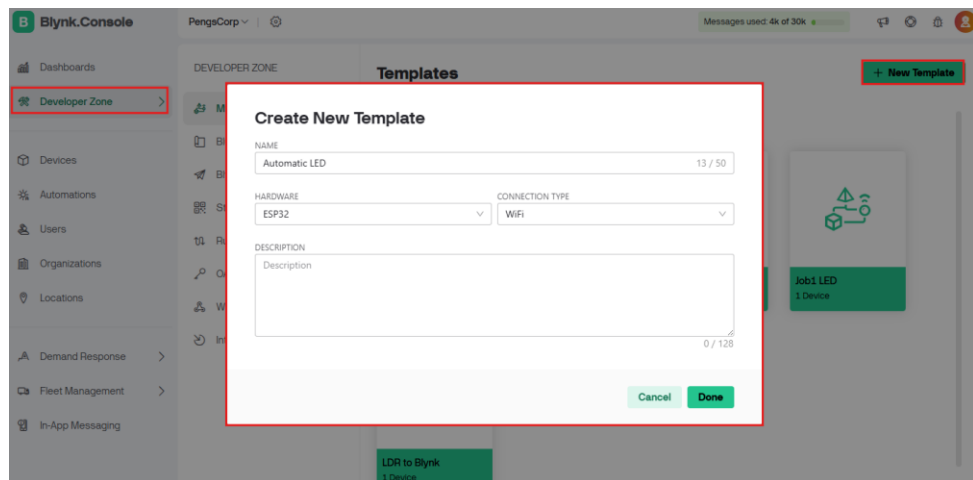 B Blynk.Console
PengsCorp
Messages used: 4k of 30k
Dashboards
Developer Zone
Devices
Automations
Users
Organizations
Locations
Demand Response
Fleet Management
In-App Messaging
DEVELOPER ZONE
Templates
+ New Template
Create New Template
NAME
Automatic LED
13 / 50
HARDWARE
CONNECTION TYPE
ESP32
WiFi
DESCRIPTION
Description
0 / 128
Cancel
Done
Job1 LED
1 Device
LDR to Blynk
1 Device